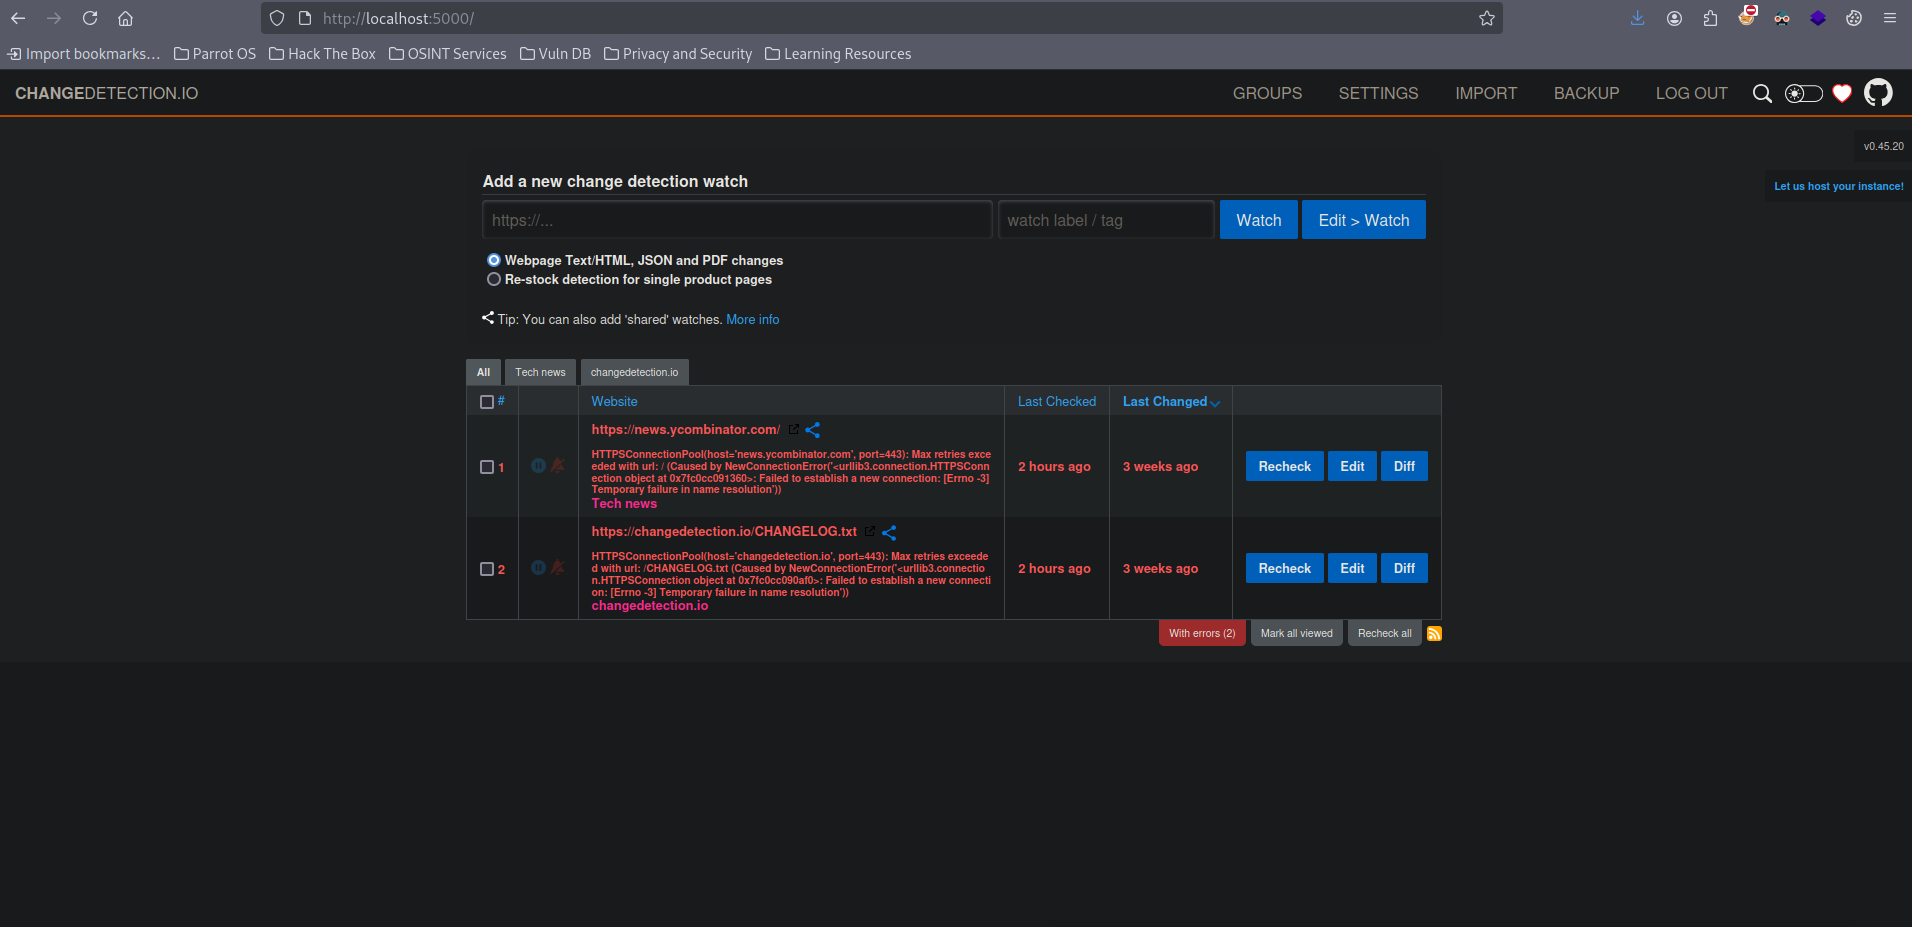 http://localhost:5000/
Import bookmarks… Parrot OS Hack The Box OSINT Services Vuln DB Privacy and Security Learning Resources
CHANGEDETECTION.IO GROUPS SETTINGS IMPORT BACKUP LOG OUT
v0.45.20
Let us host your instance!
Add a new change detection watch
https://... watch label / tag Watch Edit > Watch
Webpage Text/HTML, JSON and PDF changes
Re-stock detection for single product pages
Tip: You can also add 'shared' watches. More info
All Tech news changedetection.io
# Website Last Checked Last Changed
https://news.ycombinator.com/
HTTPSConnectionPool(host='news.ycombinator.com', port=443): Max retries exce
eded with url: / (Caused by NewConnectionError('<urllib3.connection.HTTPSConn
ection object at 0x7fc0cc091360>: Failed to establish a new connection: [Errno -3]
Temporary failure in name resolution'))
Tech news
1 2 hours ago 3 weeks ago Recheck Edit Diff
https://changedetection.io/CHANGELOG.txt
HTTPSConnectionPool(host='changedetection.io', port=443): Max retries exceede
d with url: /CHANGELOG.txt (Caused by NewConnectionError('<urllib3.connectio
n.HTTPSConnection object at 0x7fc0cc090af0>: Failed to establish a new connecti
on: [Errno -3] Temporary failure in name resolution'))
changedetection.io
2 2 hours ago 3 weeks ago Recheck Edit Diff
With errors (2) Mark all viewed Recheck all